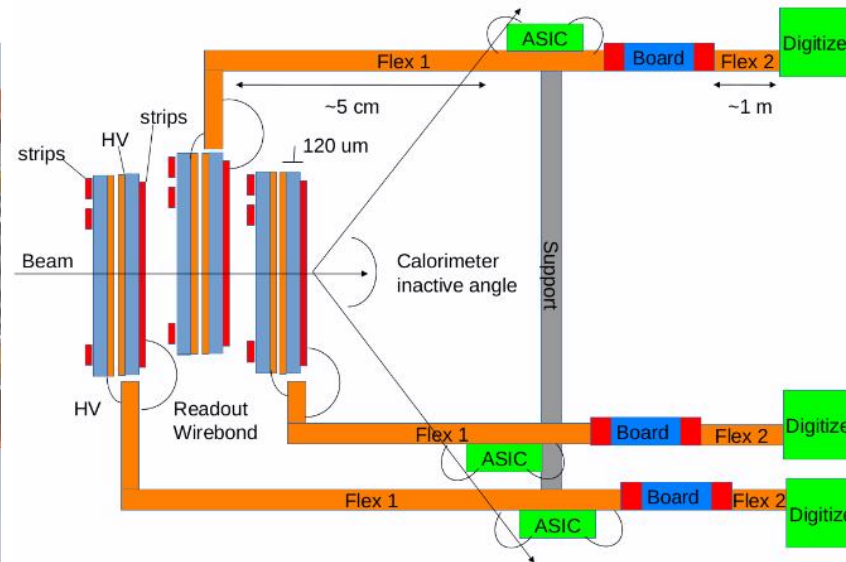 ASIC
Digitize
Flex 1
Board
Flex 2
~5 cm
~1 m
strips
HV
strips
120 um
Beam
Calorimeter
inactive angle
Support
HV
Readout
Wirebond
Flex 1
Board
Flex 2
Digitize
ASIC
Flex 1
Board
Flex 2
Digitize
ASIC